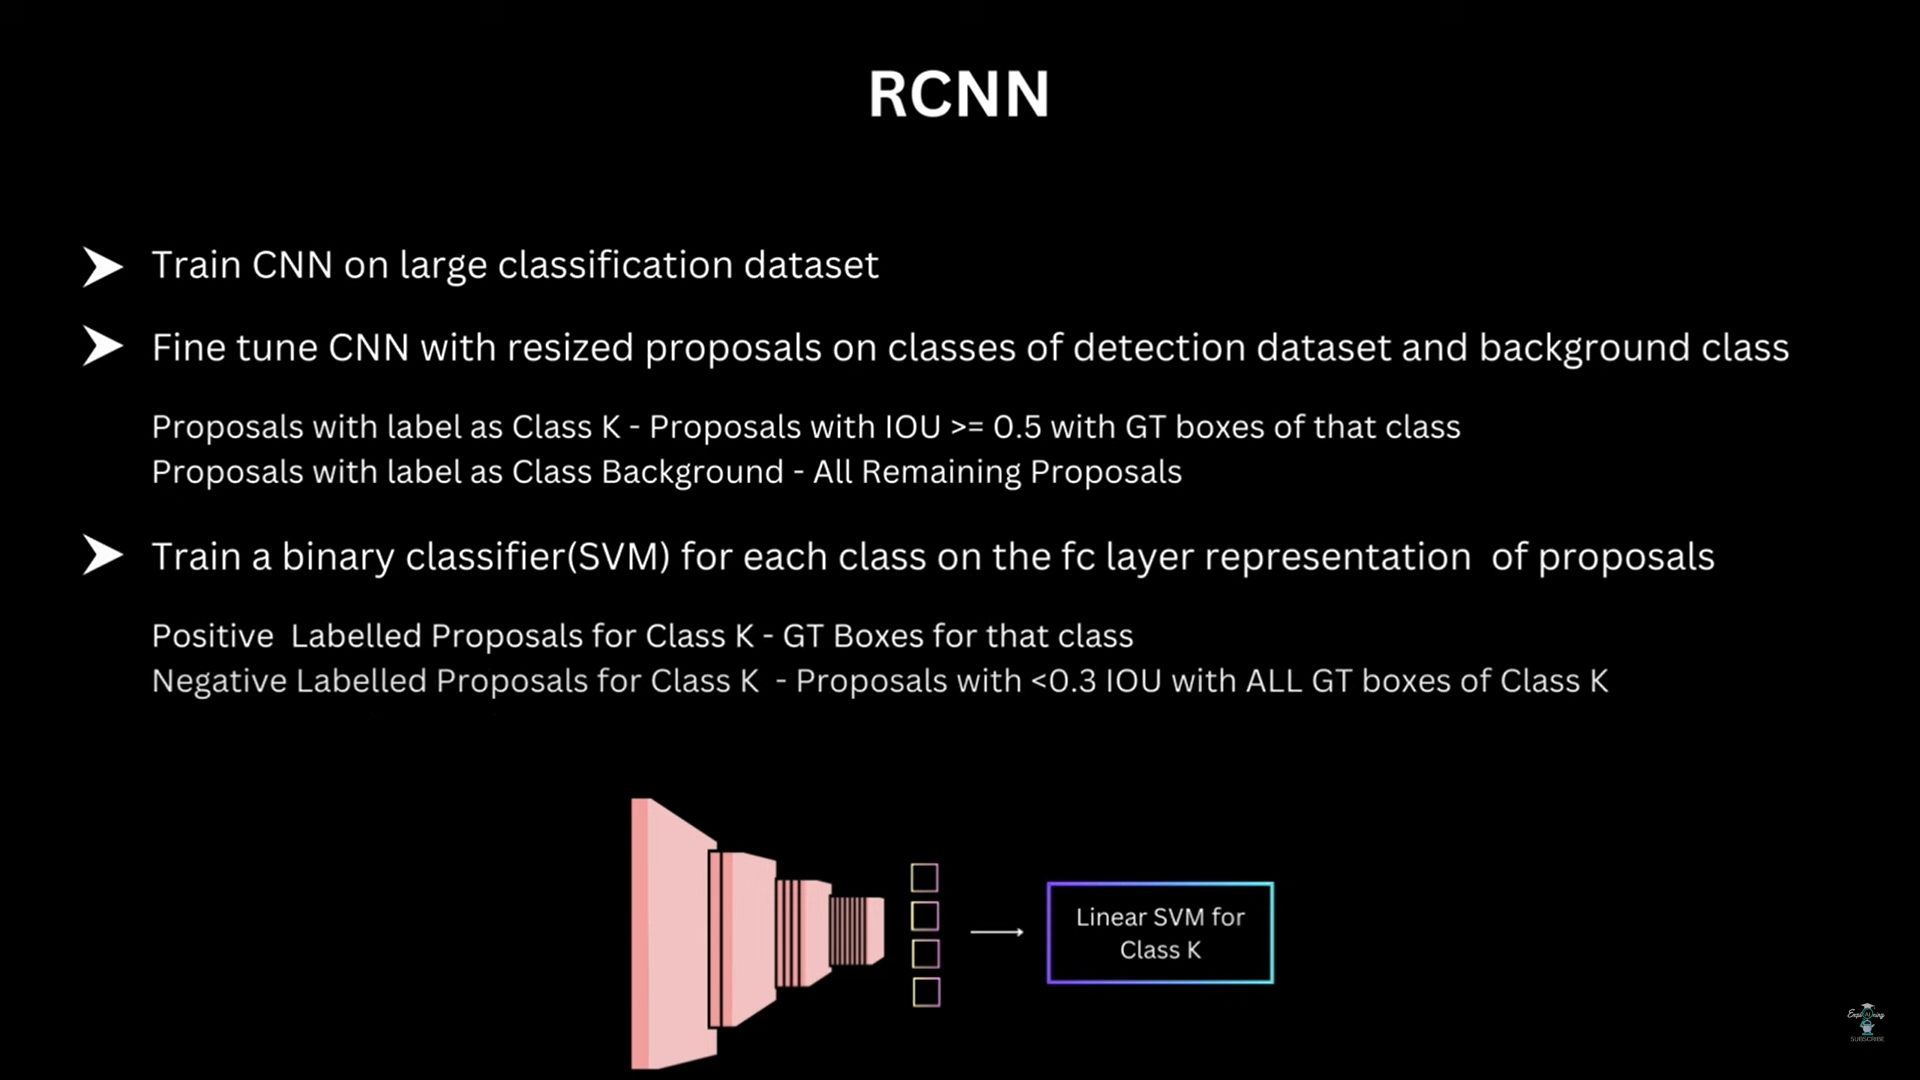 RCNN
Train CNN on large classification dataset
Fine tune CNN with resized proposals on classes of detection dataset and background class
Proposals with label as Class K - Proposals with IOU >= 0.5 with GT boxes of that class
Proposals with label as Class Background - All Remaining Proposals
Train a binary classifier(SVM) for each class on the fc layer representation of proposals
Positive Labelled Proposals for Class K - GT Boxes for that class
Negative Labelled Proposals for Class K - Proposals with <0.3 IOU with ALL GT boxes of Class K
Linear SVM for
Class K
SUBSCRIBE